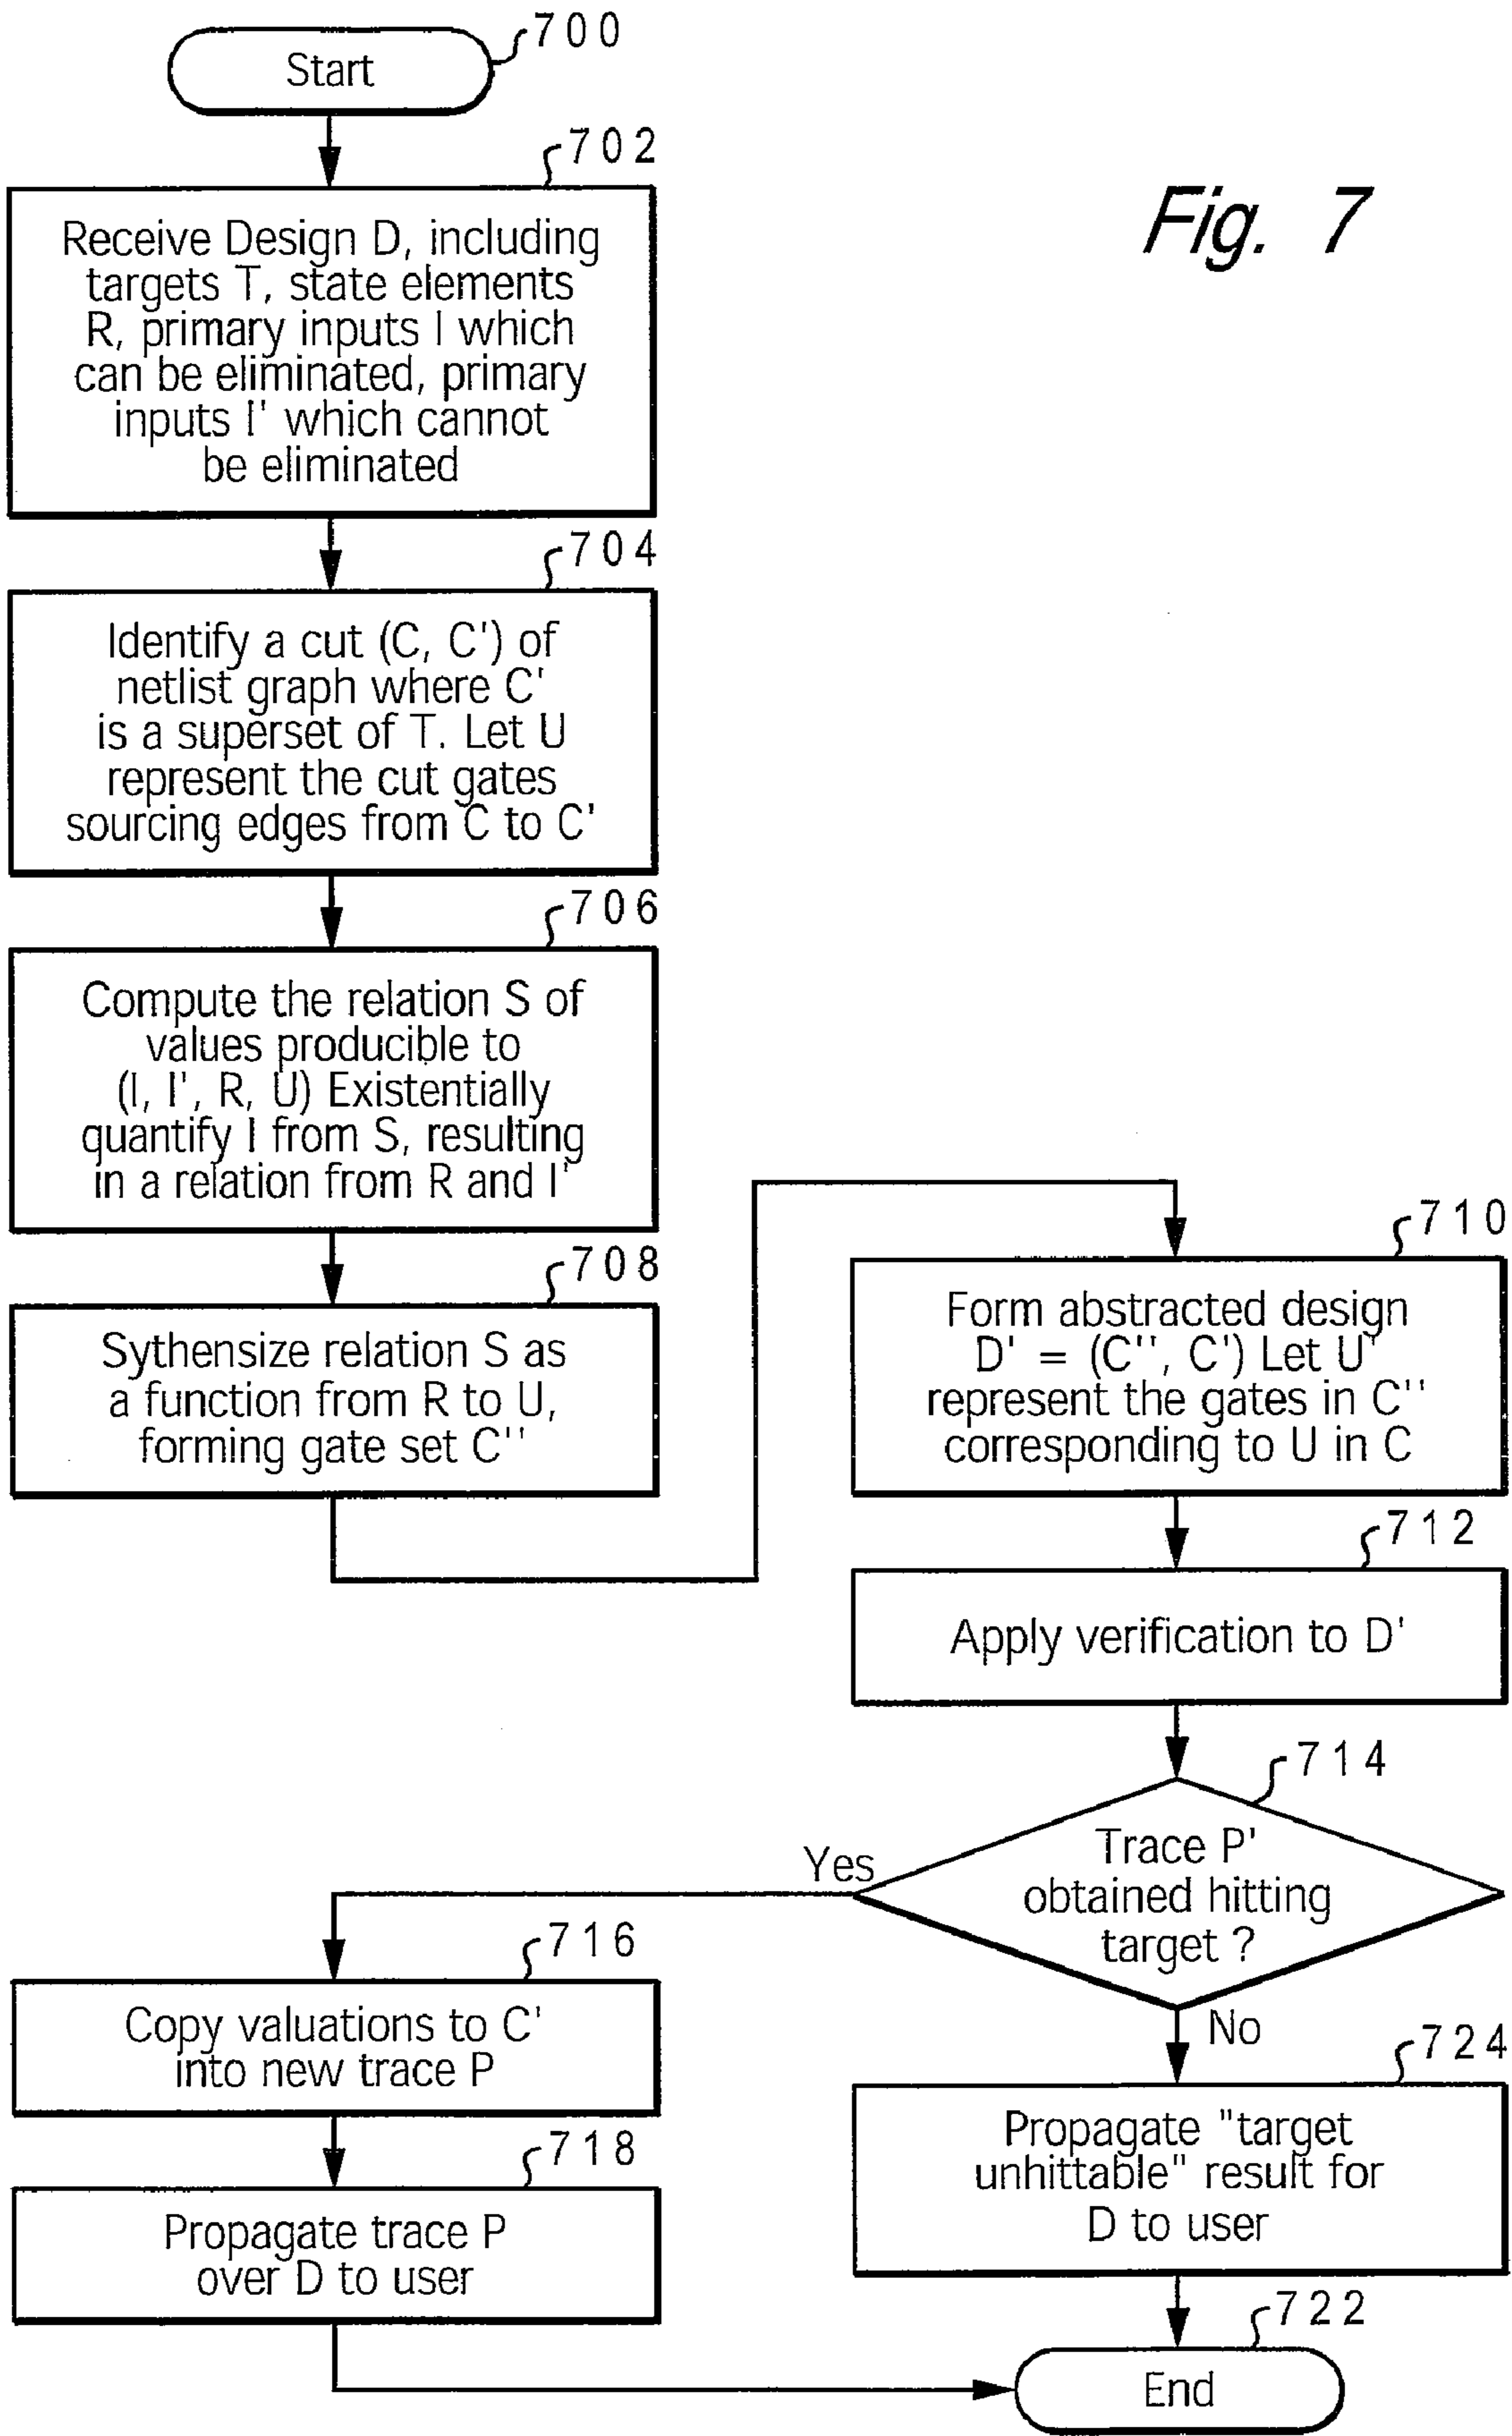 700
Start
Fig. 7
702
Receive Design D, including
targets T, state elements
R, primary inputs I which
can be eliminated, primary
inputs I' which cannot
be eliminated
704
Identify a cut (C, C') of
netlist graph where C'
is a superset of T. Let U
represent the cut gates
sourcing edges from C to C'
706
Compute the relation S of
values producible to
(I, I', R, U) Existentially
quantify I from S, resulting
in a relation from R and I'
708
Sythensize relation S as
a function from R to U,
forming gate set C''
710
Form abstracted design
D' = (C'', C') Let U'
represent the gates in C''
corresponding to U in C
712
Apply verification to D'
714
Trace P'
obtained hitting
target ?
Yes
No
716
Copy valuations to C'
into new trace P
718
Propagate trace P
over D to user
724
Propagate "target
unhittable" result for
D to user
722
End